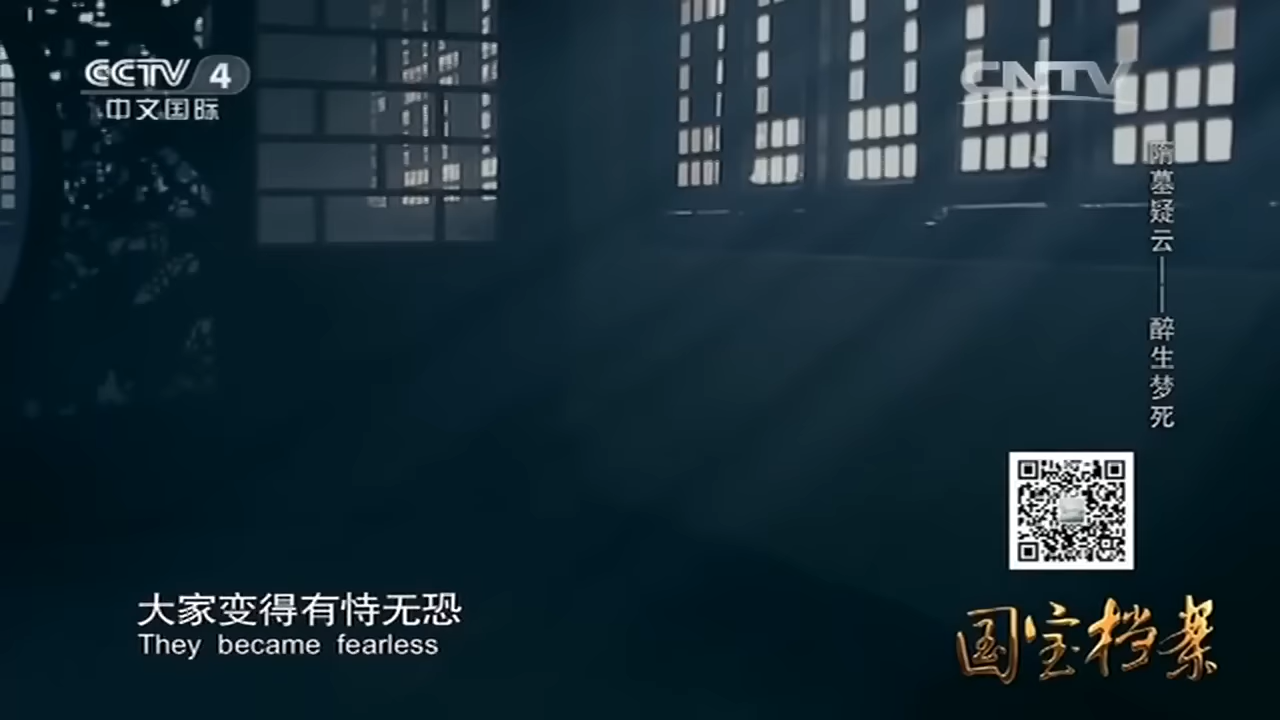 CCTV 4
中文国际
CNTV
隋墓疑云——醉生梦死
大家变得有恃无恐
They became fearless
国宝档案